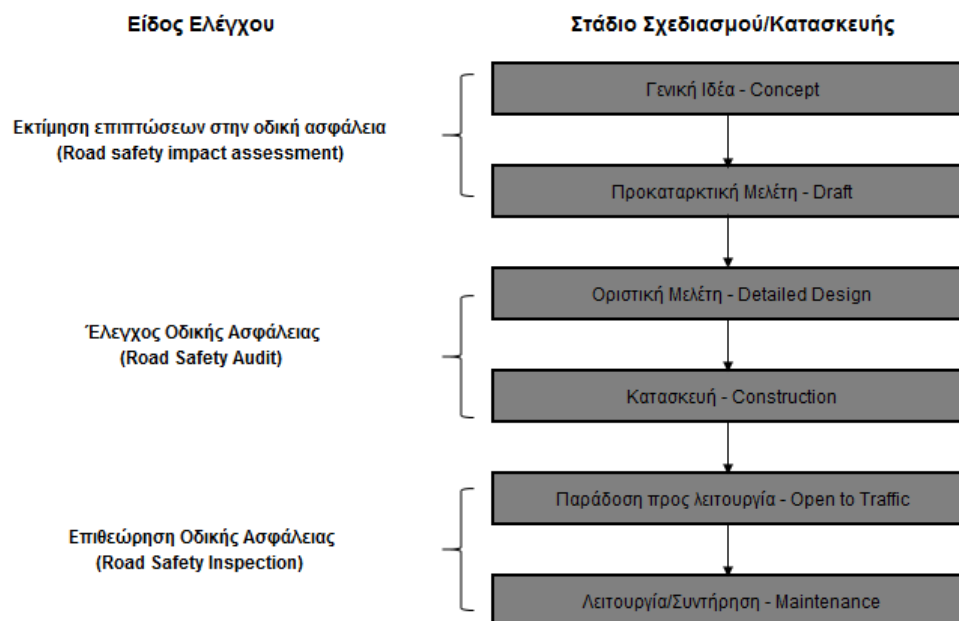 Είδος Ελέγχου
Στάδιο Σχεδιασμού/Κατασκευής
Εκτίμηση επιπτώσεων στην οδική ασφάλεια
(Road safety impact assessment)
Γενική Ιδέα - Concept
Προκαταρκτική Μελέτη - Draft
Έλεγχος Οδικής Ασφάλειας
(Road Safety Audit)
Οριστική Μελέτη - Detailed Design
Κατασκευή - Construction
Επιθεώρηση Οδικής Ασφάλειας
(Road Safety Inspection)
Παράδοση προς λειτουργία - Open to Traffic
Λειτουργία/Συντήρηση - Maintenance